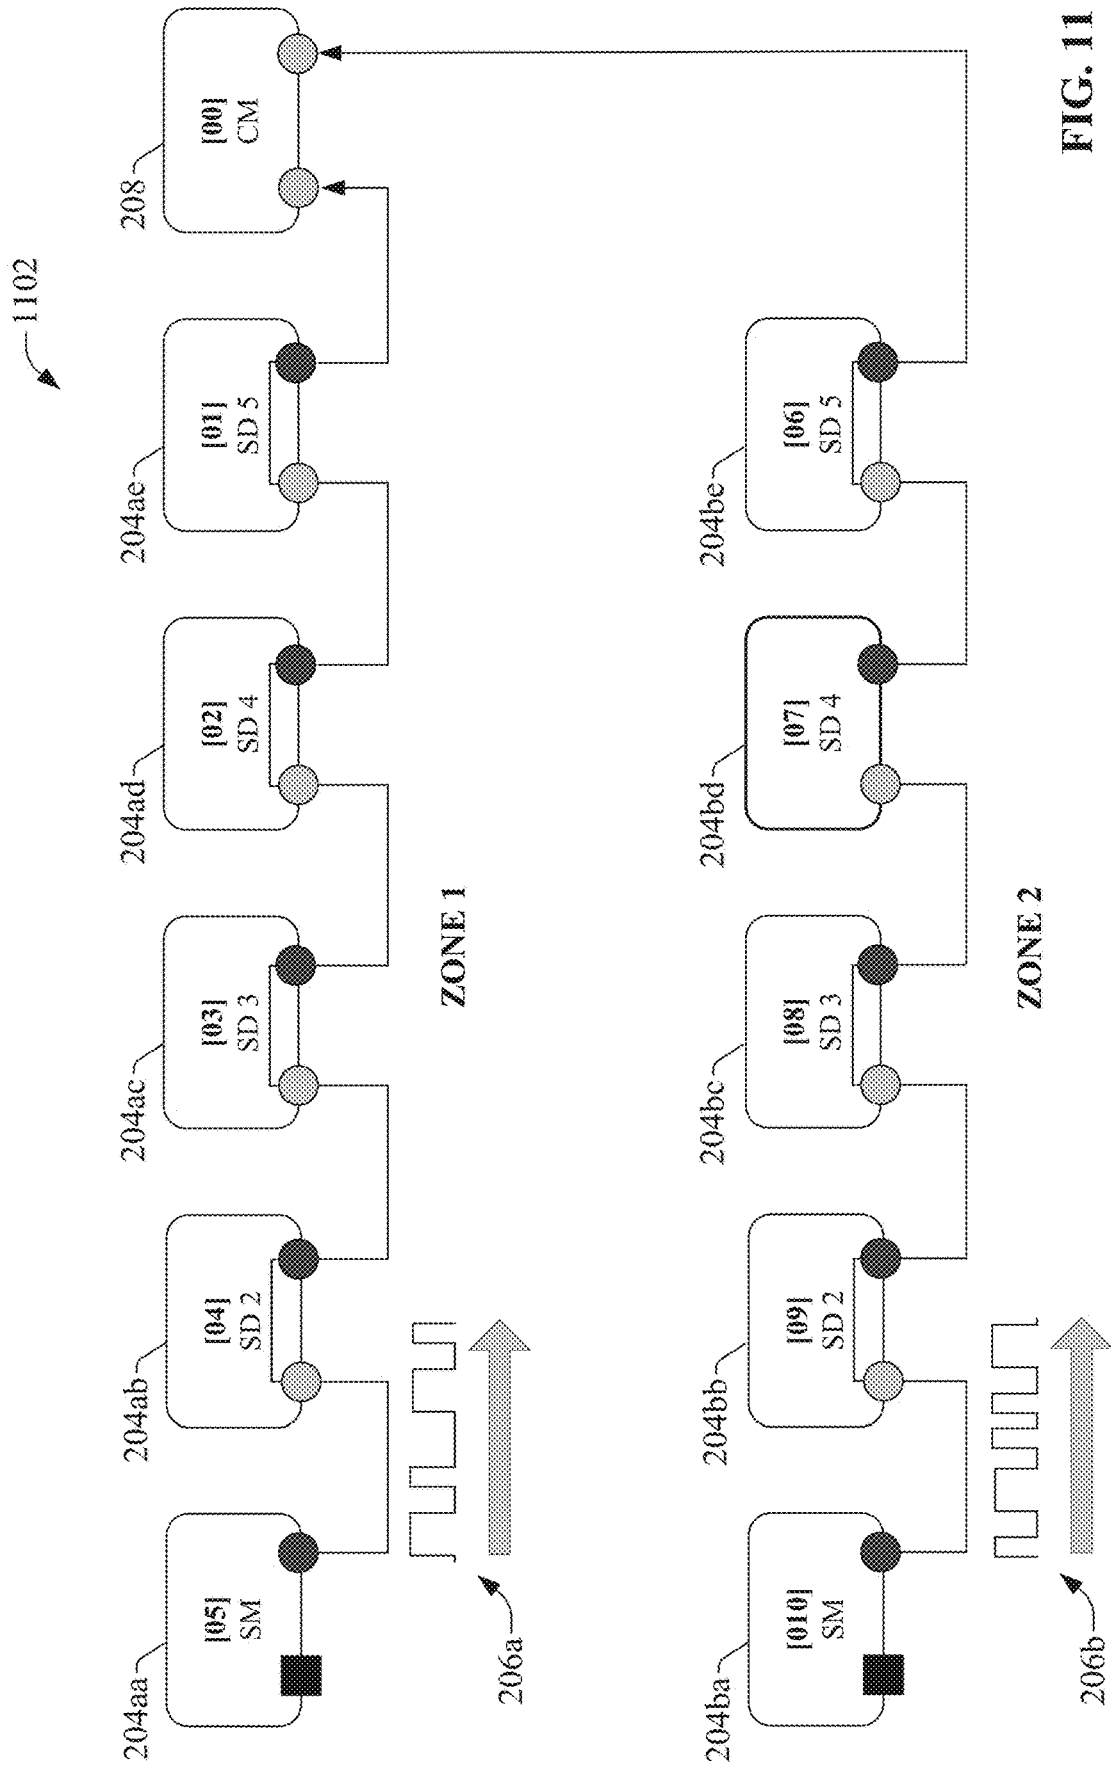 1102
204aa
[05]
SM
204ab
[04]
SD 2
204ac
[03]
SD 3
204ad
[02]
SD 4
204ae
[01]
SD 5
208
[00]
CM
206a
ZONE 1
204ba
[010]
SM
204bb
[09]
SD 2
204bc
[08]
SD 3
204bd
[07]
SD 4
204be
[06]
SD 5
206b
ZONE 2
FIG. 11